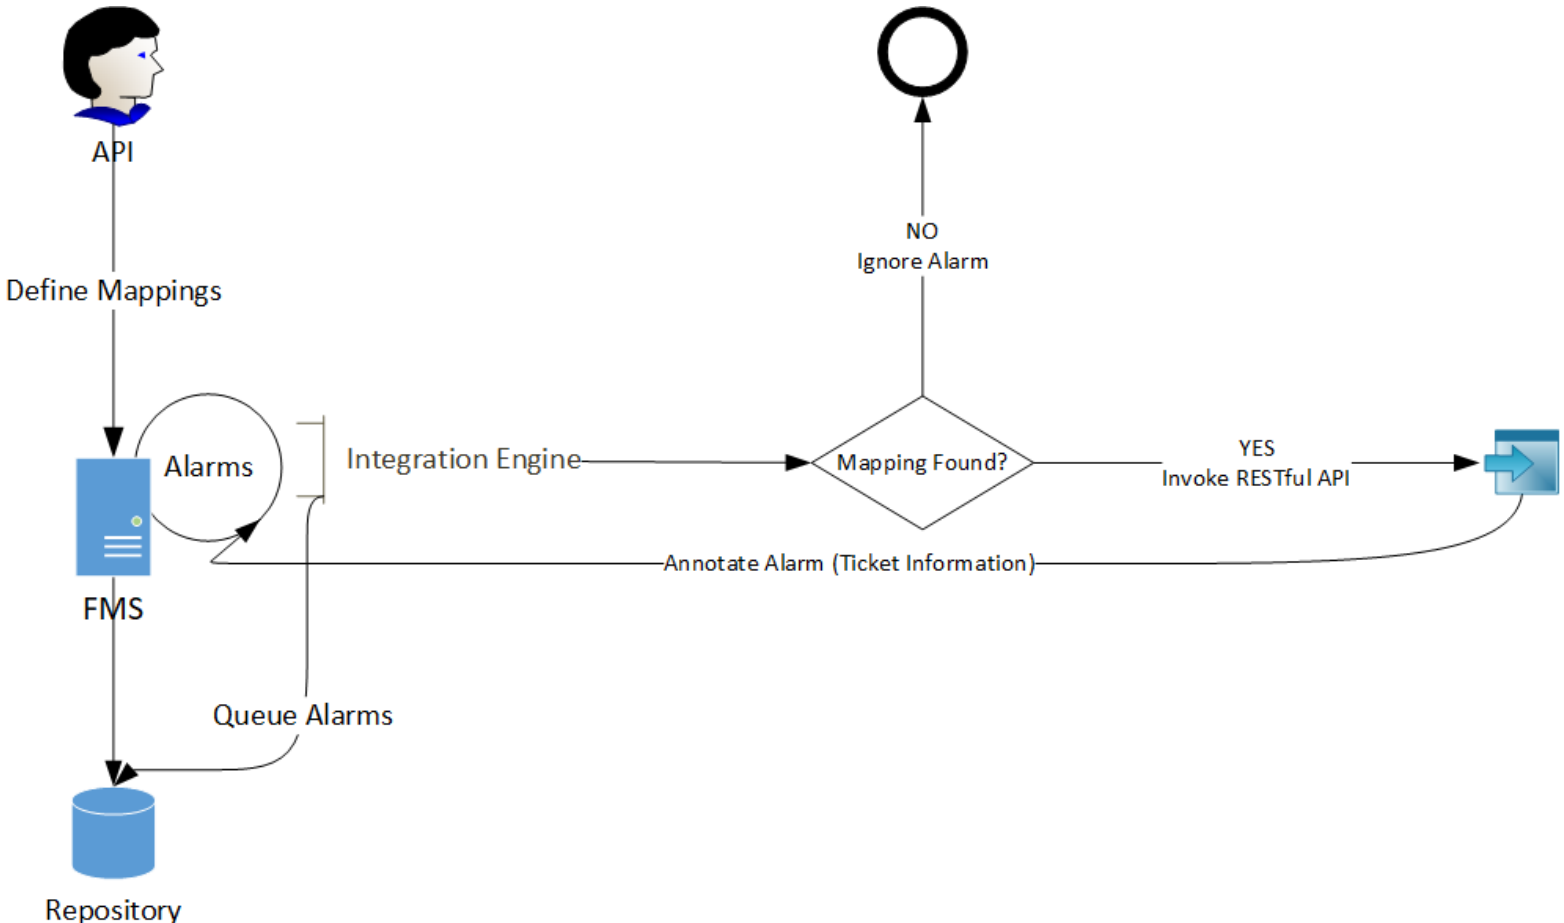 API
NO
Ignore Alarm
Define Mappings
Alarms
Integration Engine
Mapping Found?
YES
Invoke RESTful API
Annotate Alarm (Ticket Information)
FMS
Queue Alarms
Repository